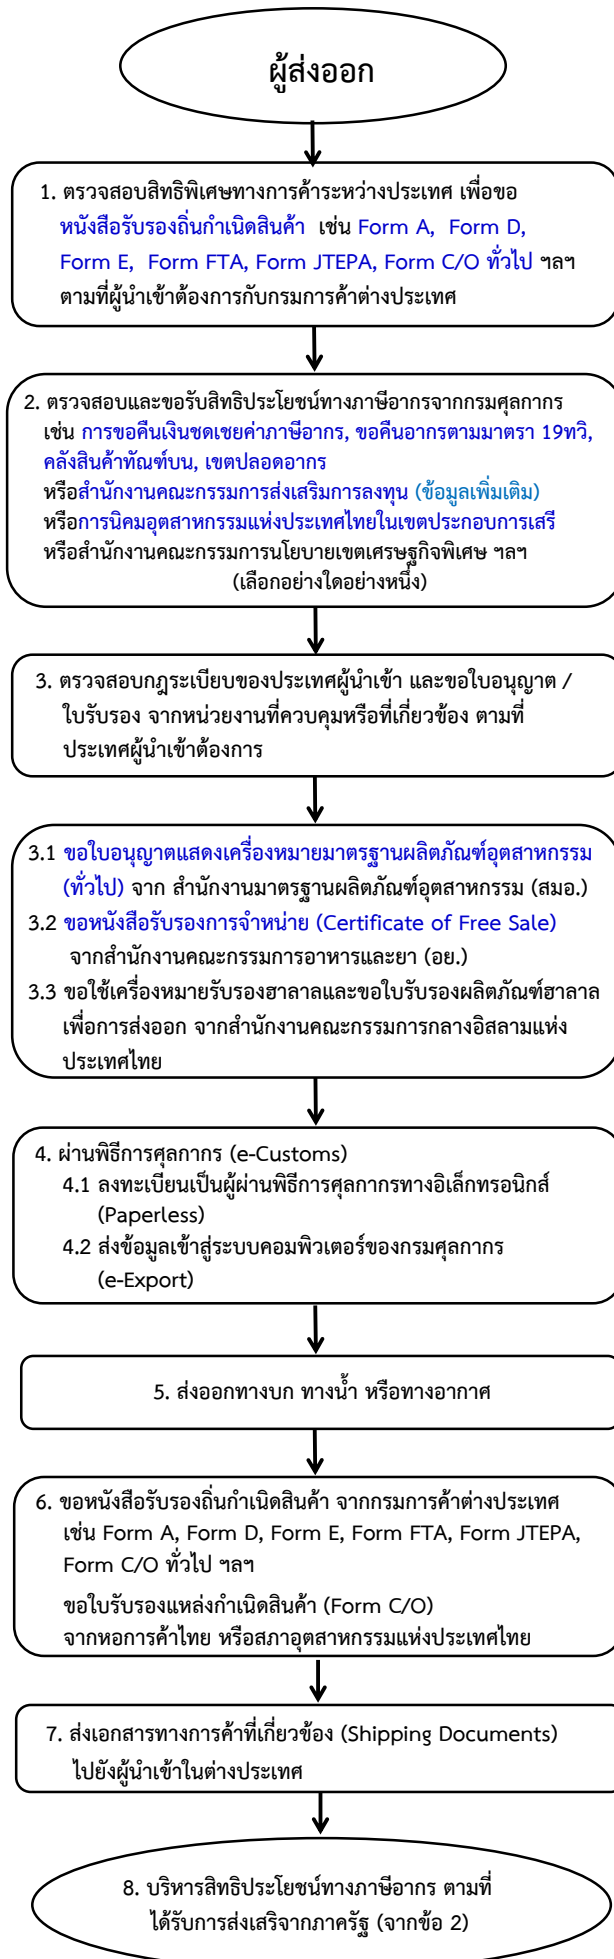 ผู้ส่งออก
1. ตรวจสอบสิทธิพิเศษทางการค้าระหว่างประเทศ เพื่อขอ
หนังสือรับรองถิ่นกำเนิดสินค้า เช่น Form A, Form D,
Form E, Form FTA, Form JTEPA, Form C/O ทั่วไป ฯลฯ
ตามที่ผู้นำเข้าต้องการกับกรมการค้าต่างประเทศ
2. ตรวจสอบและขอรับสิทธิประโยชน์ทางภาษีอากรจากกรมศุลกากร
เช่น การขอคืนเงินชดเชยค่าภาษีอากร, ขอคืนอากรตามมาตรา 19ทวิ,
คลังสินค้าทัณฑ์บน, เขตปลอดอากร
หรือสำนักงานคณะกรรมการส่งเสริมการลงทุน (ข้อมูลเพิ่มเติม)
หรือการนิคมอุตสาหกรรมแห่งประเทศไทยในเขตประกอบการเสรี
หรือสำนักงานคณะกรรมการนโยบายเขตเศรษฐกิจพิเศษ ฯลฯ
(เลือกอย่างใดอย่างหนึ่ง)
3. ตรวจสอบกฎระเบียบของประเทศผู้นำเข้า และขอใบอนุญาต /
ใบรับรอง จากหน่วยงานที่ควบคุมหรือที่เกี่ยวข้อง ตามที่
ประเทศผู้นำเข้าต้องการ
3.1 ขอใบอนุญาตแสดงเครื่องหมายมาตรฐานผลิตภัณฑ์อุตสาหกรรม
(ทั่วไป) จาก สำนักงานมาตรฐานผลิตภัณฑ์อุตสาหกรรม (สมอ.)
3.2 ขอหนังสือรับรองการจำหน่าย (Certificate of Free Sale)
จากสำนักงานคณะกรรมการอาหารและยา (อย.)
3.3 ขอใช้เครื่องหมายรับรองฮาลาลและขอใบรับรองผลิตภัณฑ์ฮาลาล
เพื่อการส่งออก จากสำนักงานคณะกรรมการกลางอิสลามแห่ง
ประเทศไทย
4. ผ่านพิธีการศุลกากร (e-Customs)
4.1 ลงทะเบียนเป็นผู้ผ่านพิธีการศุลกากรทางอิเล็กทรอนิกส์
(Paperless)
4.2 ส่งข้อมูลเข้าสู่ระบบคอมพิวเตอร์ของกรมศุลกากร
(e-Export)
5. ส่งออกทางบก ทางน้ำ หรือทางอากาศ
6. ขอหนังสือรับรองถิ่นกำเนิดสินค้า จากกรมการค้าต่างประเทศ
เช่น Form A, Form D, Form E, Form FTA, Form JTEPA,
Form C/O ทั่วไป ฯลฯ
ขอใบรับรองแหล่งกำเนิดสินค้า (Form C/O)
จากหอการค้าไทย หรือสภาอุตสาหกรรมแห่งประเทศไทย
7. ส่งเอกสารทางการค้าที่เกี่ยวข้อง (Shipping Documents)
ไปยังผู้นำเข้าในต่างประเทศ
8. บริหารสิทธิประโยชน์ทางภาษีอากร ตามที่
ได้รับการส่งเสริมจากภาครัฐ (จากข้อ 2)